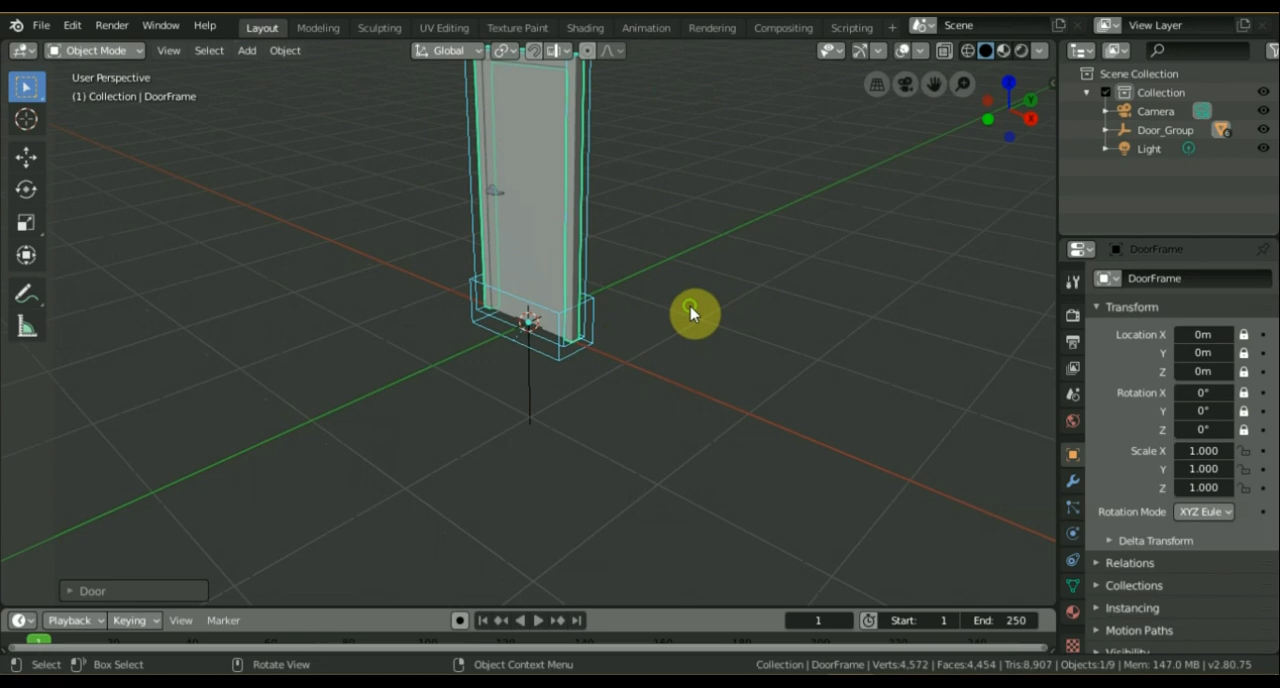 File Edit Render Window Help Layout Modeling Sculpting UV Editing Texture Paint Shading Animation Rendering Compositing Scripting + Scene View Layer
Object Mode View Select Add Object Global
User Perspective
(1) Collection | DoorFrame
Scene Collection
Collection
Camera
Door_Group
Light
X
Y
DoorFrame
DoorFrame
Transform
Location X 0m
Y 0m
Z 0m
Rotation X 0°
Y 0°
Z 0°
Scale X 1.000
Y 1.000
Z 1.000
Rotation Mode XYZ Eule
Delta Transform
Relations
Collections
Instancing
Motion Paths
Visibility
Door
Playback Keying View Marker 1 Start: 1 End: 250
Select Box Select Rotate View Object Context Menu Collection | DoorFrame | Verts:4,572 | Faces:4,454 | Tris:8,907 | Objects:1/9 | Mem: 147.0 MB | v2.80.75